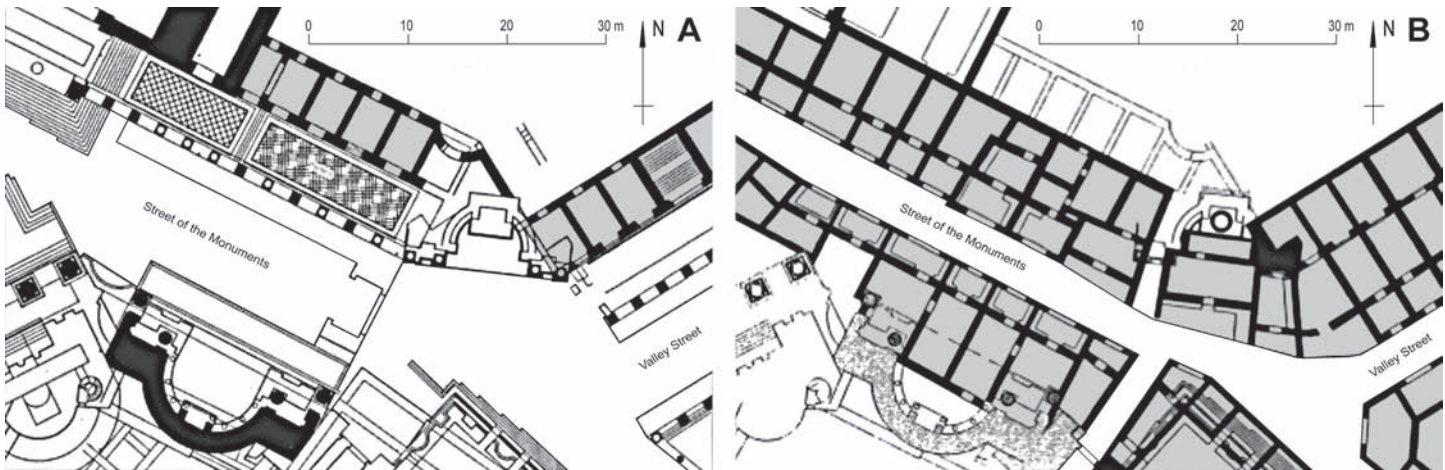 0 10 20 30 m
N A
Street of the Monuments
Valley Street
0 10 20 30 m
N B
Street of the Monuments
Valley Street